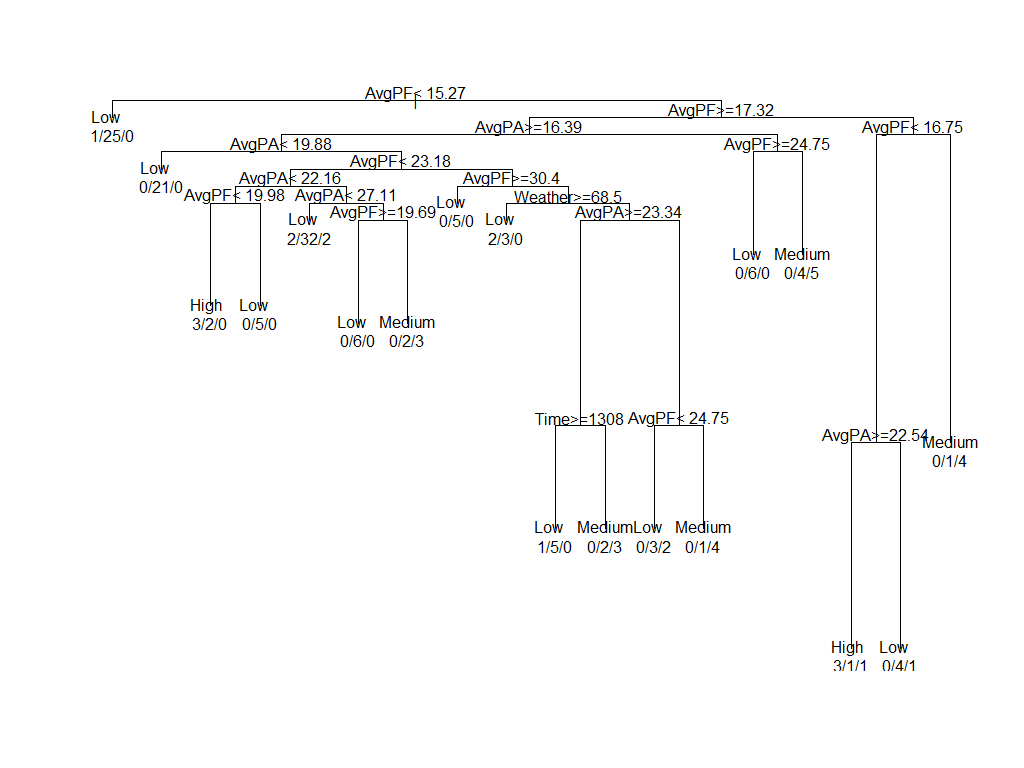 AvgPF< 15.27
AvgPF>=17.32
Low
1/25/0
AvgPA>=16.39
AvgPF< 16.75
AvgPA< 19.88
AvgPF>=24.75
Low
0/21/0
AvgPF< 23.18
AvgPA< 22.16
AvgPF>=30.4
AvgPF< 19.98
AvgPA< 27.11
Low
0/5/0
Weather>=68.5
Low
2/32/2
AvgPF>=19.69
Low
2/3/0
AvgPA>=23.34
Low
0/6/0
Medium
0/4/5
High
3/2/0
Low
0/5/0
Low
0/6/0
Medium
0/2/3
Time>=1308
AvgPF< 24.75
AvgPA>=22.54
Medium
0/1/4
Low
1/5/0
Medium
0/2/3
Low
0/3/2
Medium
0/1/4
High
3/1/1
Low
0/4/1